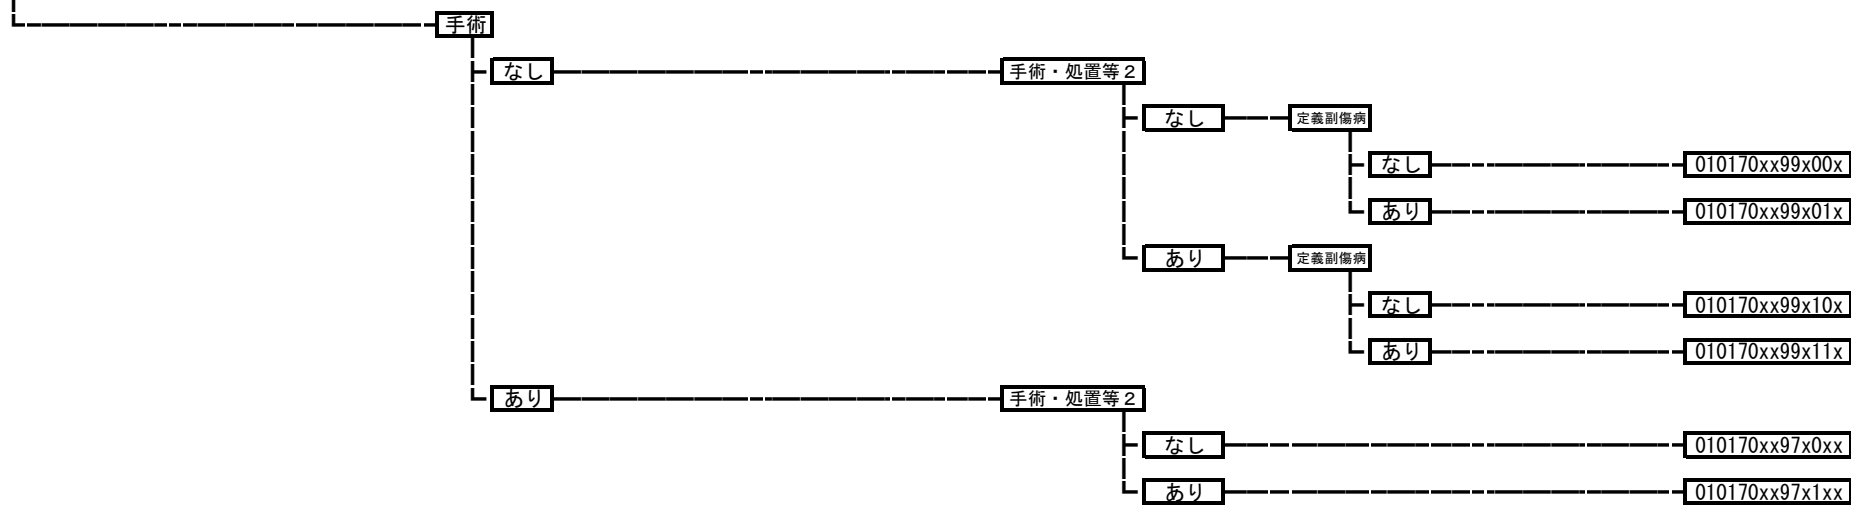 手術
なし 手術・処置等2
なし 定義副傷病
なし 010170xx99x00x
あり 010170xx99x01x
あり 定義副傷病
なし 010170xx99x10x
あり 010170xx99x11x
あり 手術・処置等2
なし 010170xx97x0xx
あり 010170xx97x1xx